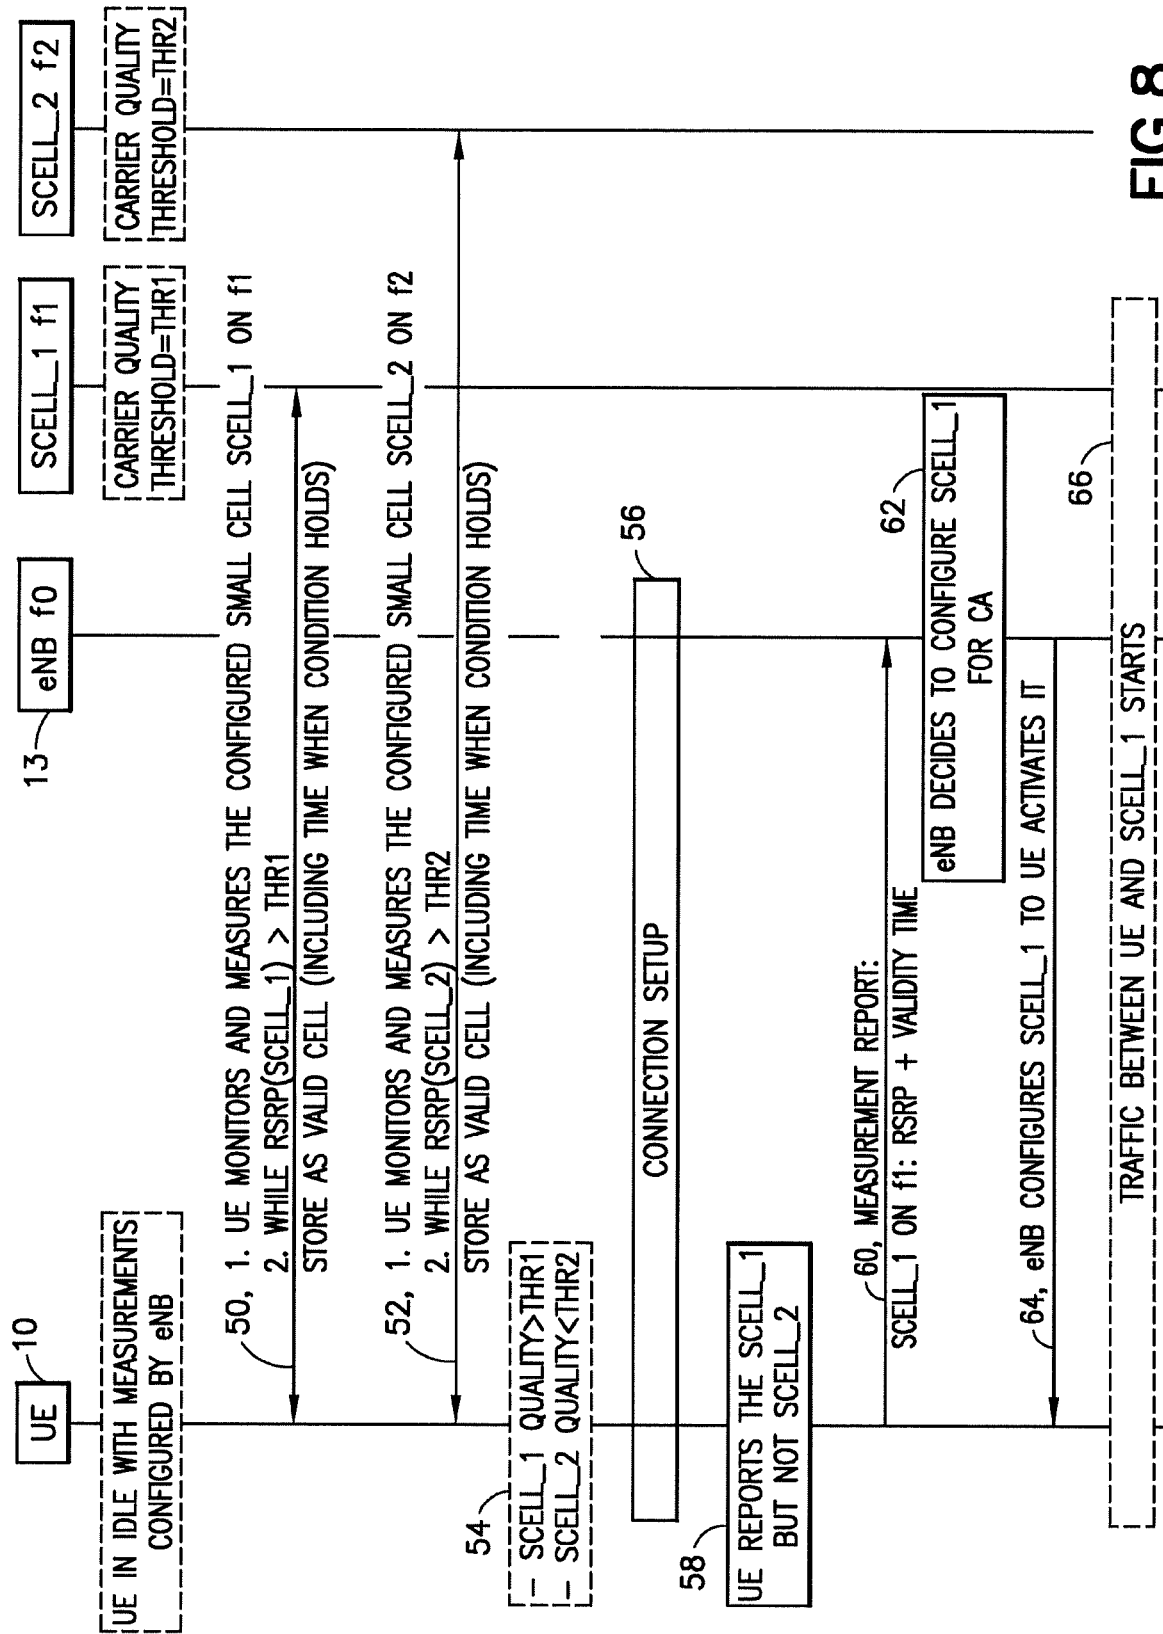 UE
10
13
eNB f0
SCELL_1 f1
SCELL_2 f2
UE IN IDLE WITH MEASUREMENTS
CONFIGURED BY eNB
CARRIER QUALITY
THRESHOLD=THR1
CARRIER QUALITY
THRESHOLD=THR2
50, 1. UE MONITORS AND MEASURES THE CONFIGURED SMALL CELL SCELL_1 ON f1
2. WHILE RSRP(SCELL_1) > THR1
STORE AS VALID CELL (INCLUDING TIME WHEN CONDITION HOLDS)
52, 1. UE MONITORS AND MEASURES THE CONFIGURED SMALL CELL SCELL_2 ON f2
2. WHILE RSRP(SCELL_2) > THR2
STORE AS VALID CELL (INCLUDING TIME WHEN CONDITION HOLDS)
54
- SCELL_1 QUALITY>THR1
- SCELL_2 QUALITY<THR2
56
CONNECTION SETUP
58
UE REPORTS THE SCELL_1
BUT NOT SCELL_2
60, MEASUREMENT REPORT:
SCELL_1 ON f1: RSRP + VALIDITY TIME
62
eNB DECIDES TO CONFIGURE SCELL_1
FOR CA
64, eNB CONFIGURES SCELL_1 TO UE ACTIVATES IT
66
TRAFFIC BETWEEN UE AND SCELL_1 STARTS
FIG.8